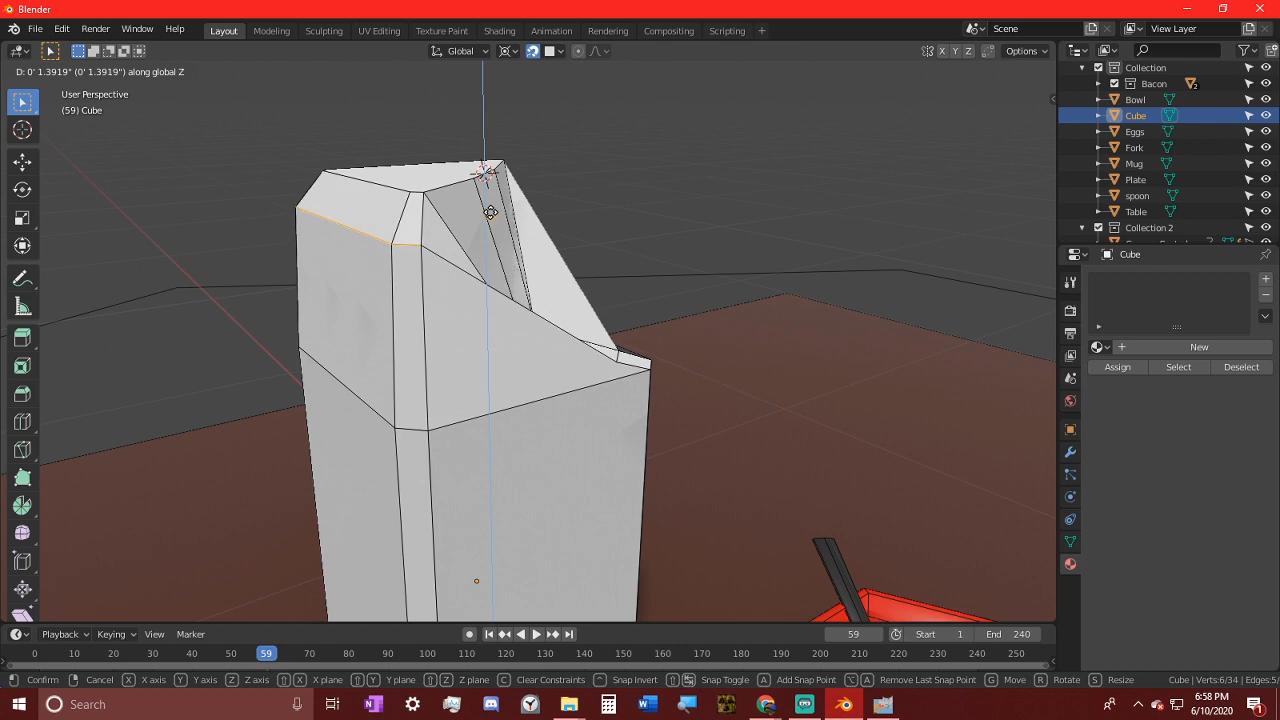 Blender
File Edit Render Window Help
Layout Modeling Sculpting UV Editing Texture Paint Shading Animation Rendering Compositing Scripting +
Scene View Layer
Global X Y Z Options
D: 0' 1.3919" (0' 1.3919") along global Z
User Perspective
(59) Cube
Collection
Bacon 2
Bowl
Cube
Eggs
Fork
Mug
Plate
spoon
Table
Collection 2
Cube
New
Assign Select Deselect
Playback Keying View Marker 59 Start 1 End 240
0 10 20 30 40 50 59 70 80 90 100 110 120 130 140 150 160 170 180 190 200 210 220 230 240 250
Confirm Cancel X X axis Y Y axis Z Z axis X X plane Y Y plane Z Z plane C Clear Constraints Snap Invert Snap Toggle A Add Snap Point A Remove Last Snap Point G Move R Rotate S Resize Cube | Verts:6/34 | Edges:5/
Search
6:58 PM
6/10/2020
1